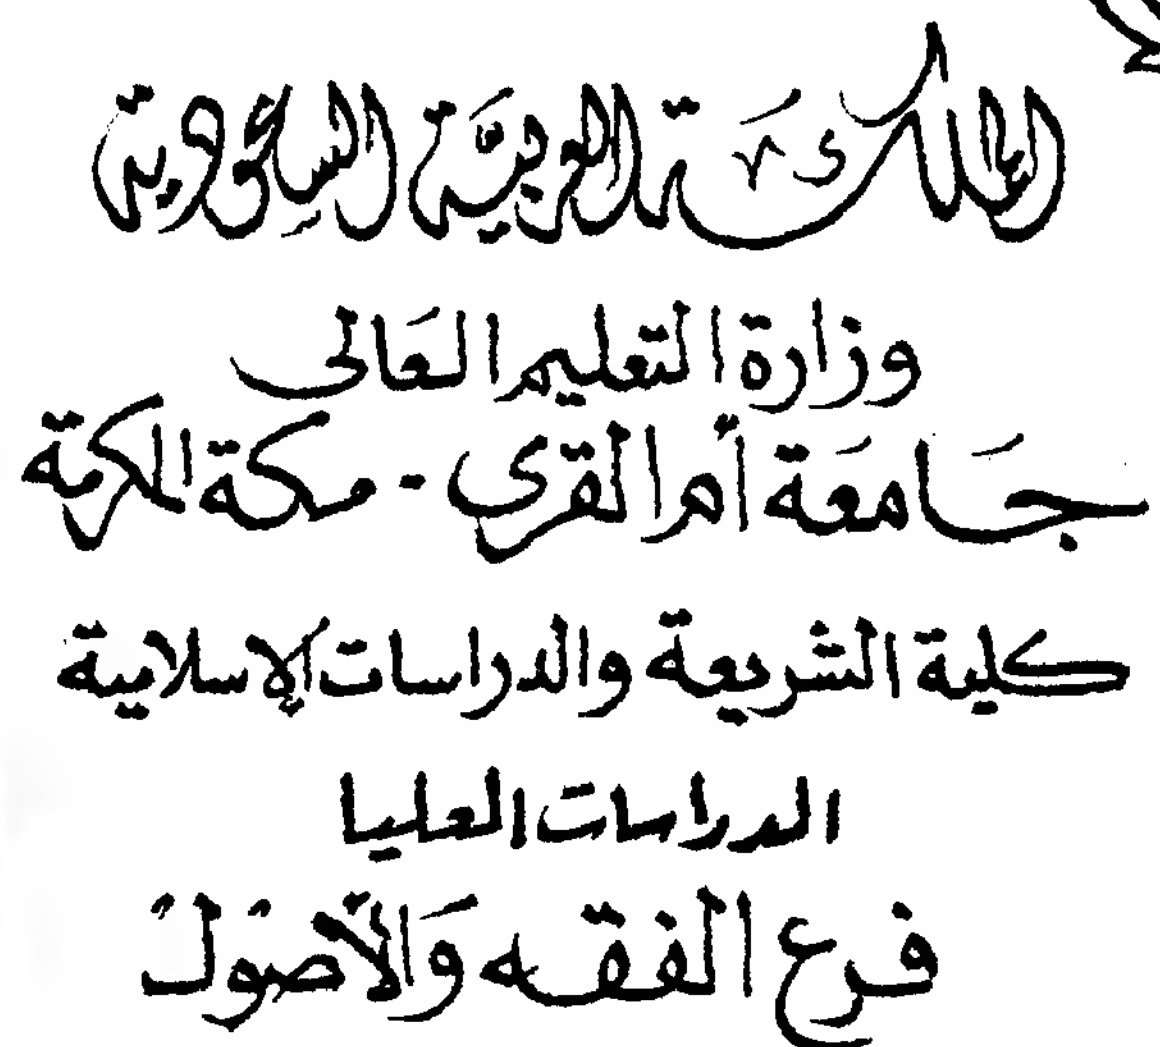 المملكة العربية السعودية
وزارة التعليم العالى
جامعة أم القرى - مكة المكرمة
كلية الشريعة والدراسات الإسلامية
الدراسات العليا
فرع الفقه والأصول